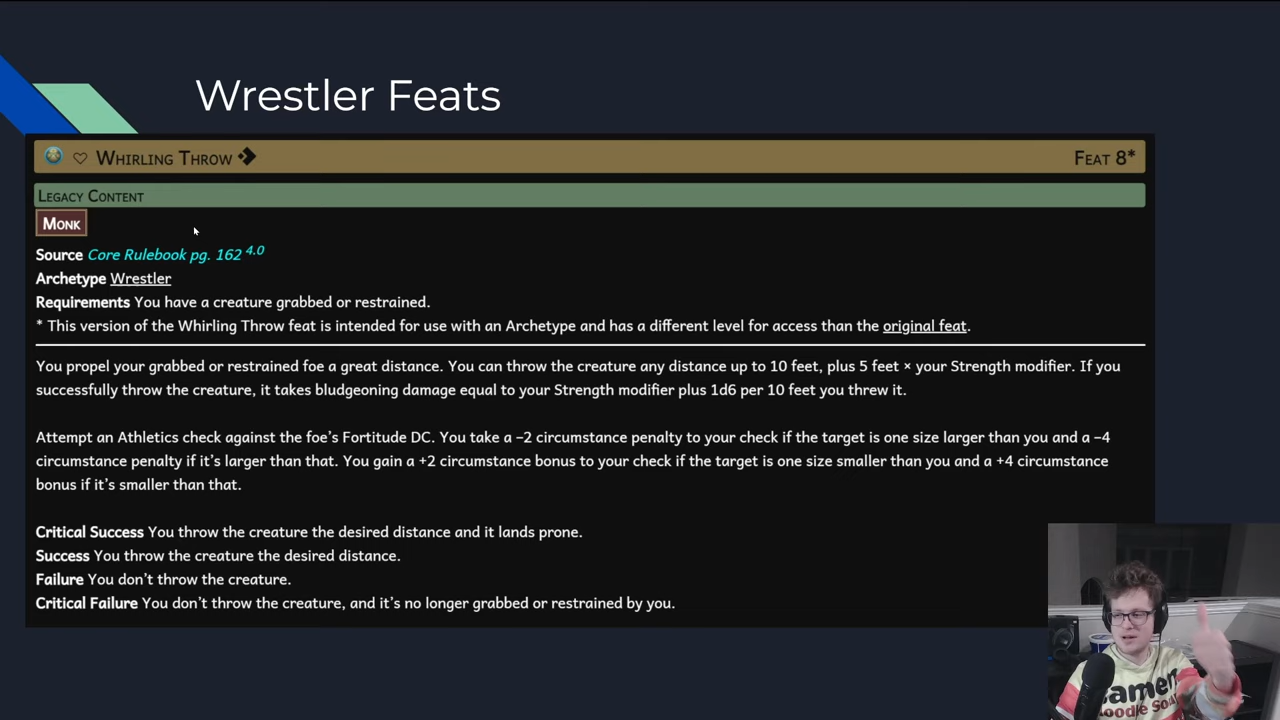 Wrestler Feats
Whirling Throw Feat 8*
Legacy Content
Monk
Source Core Rulebook pg. 162 4.0
Archetype Wrestler
Requirements You have a creature grabbed or restrained.
* This version of the Whirling Throw feat is intended for use with an Archetype and has a different level for access than the original feat.
You propel your grabbed or restrained foe a great distance. You can throw the creature any distance up to 10 feet, plus 5 feet × your Strength modifier. If you
successfully throw the creature, it takes bludgeoning damage equal to your Strength modifier plus 1d6 per 10 feet you threw it.
Attempt an Athletics check against the foe's Fortitude DC. You take a –2 circumstance penalty to your check if the target is one size larger than you and a –4
circumstance penalty if it's larger than that. You gain a +2 circumstance bonus to your check if the target is one size smaller than you and a +4 circumstance
bonus if it's smaller than that.
Critical Success You throw the creature the desired distance and it lands prone.
Success You throw the creature the desired distance.
Failure You don't throw the creature.
Critical Failure You don't throw the creature, and it's no longer grabbed or restrained by you.